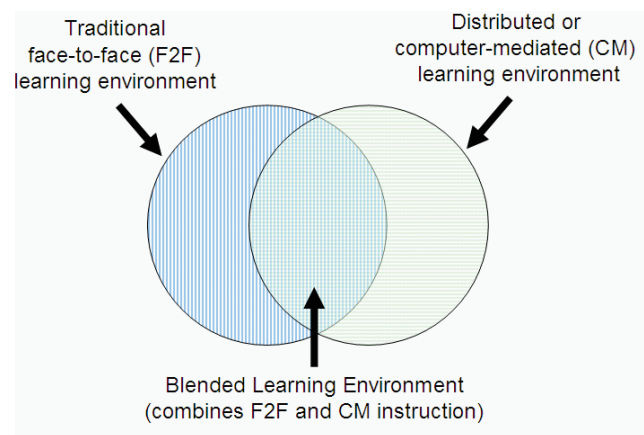 Traditional
face-to-face (F2F)
learning environment
Distributed or
computer-mediated (CM)
learning environment
Blended Learning Environment
(combines F2F and CM instruction)